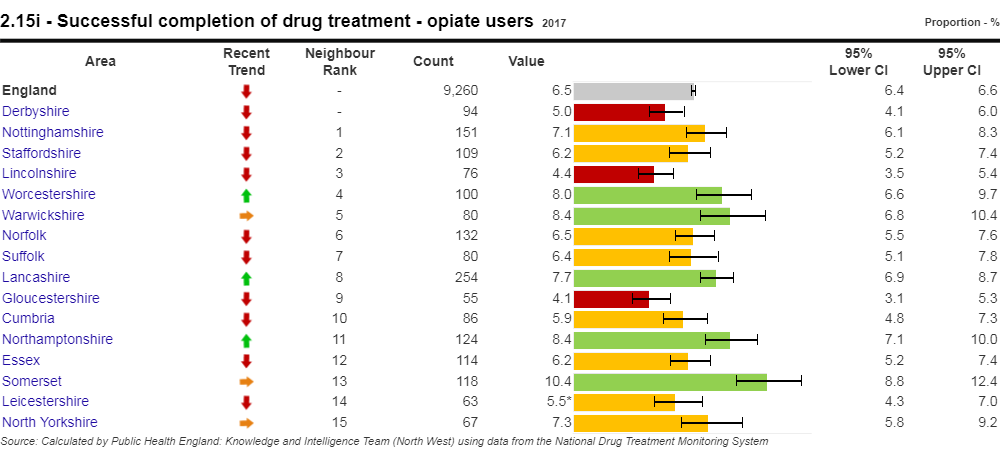 2.15i - Successful completion of drug treatment - opiate users 2017 Proportion - %
Area Recent Trend Neighbour Rank Count Value 95% Lower CI 95% Upper CI
England - 9,260 6.5 6.4 6.6
Derbyshire - 94 5.0 4.1 6.0
Nottinghamshire 1 151 7.1 6.1 8.3
Staffordshire 2 109 6.2 5.2 7.4
Lincolnshire 3 76 4.4 3.5 5.4
Worcestershire 4 100 8.0 6.6 9.7
Warwickshire 5 80 8.4 6.8 10.4
Norfolk 6 132 6.5 5.5 7.6
Suffolk 7 80 6.4 5.1 7.8
Lancashire 8 254 7.7 6.9 8.7
Gloucestershire 9 55 4.1 3.1 5.3
Cumbria 10 86 5.9 4.8 7.3
Northamptonshire 11 124 8.4 7.1 10.0
Essex 12 114 6.2 5.2 7.4
Somerset 13 118 10.4 8.8 12.4
Leicestershire 14 63 5.5* 4.3 7.0
North Yorkshire 15 67 7.3 5.8 9.2
Source: Calculated by Public Health England: Knowledge and Intelligence Team (North West) using data from the National Drug Treatment Monitoring System